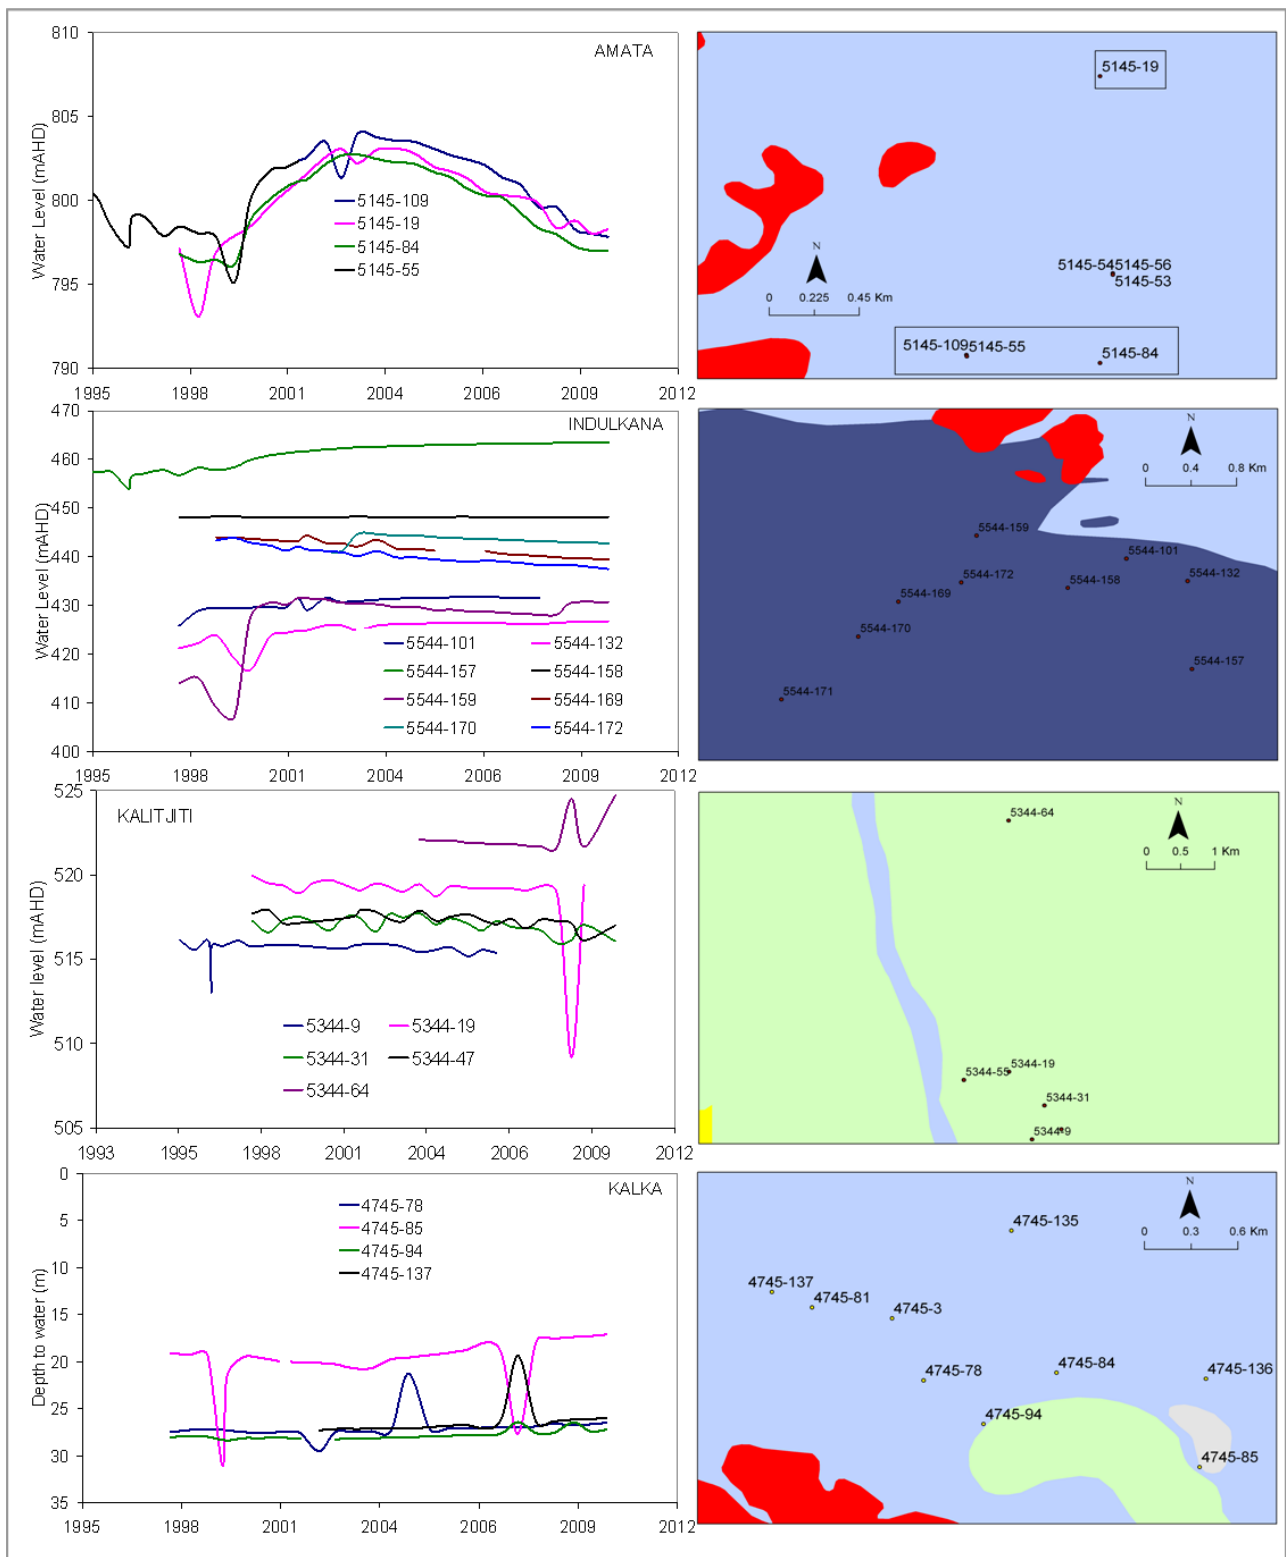 810
805
800
795
790
Water Level (mAHD)
AMATA
5145-109
5145-19
5145-84
5145-55
1995 1998 2001 2004 2006 2009 2012
5145-19
N
0 0.225 0.45 Km
5145-54 5145-56
5145-53
5145-109 5145-55
5145-84
470
460
450
440
430
420
410
400
Water Level (mAHD)
INDULKANA
5544-101 5544-132
5544-157 5544-158
5544-159 5544-169
5544-170 5544-172
1995 1998 2001 2004 2006 2009 2012
N
0 0.4 0.8 Km
5544-159
5544-101
5544-172 5544-158 5544-132
5544-169
5544-170
5544-157
5544-171
525
520
515
510
505
Water level (mAHD)
KALITJITI
5344-9 5344-19
5344-31 5344-47
5344-64
1993 1995 1998 2001 2004 2006 2009 2012
5344-64
N
0 0.5 1 Km
5344-55 5344-19
5344-31
5344-9
0
5
10
15
20
25
30
35
Depth to water (m)
KALKA
4745-78
4745-85
4745-94
4745-137
1995 1998 2001 2004 2006 2009 2012
N
0 0.3 0.6 Km
4745-135
4745-137
4745-81
4745-3
4745-78 4745-84 4745-136
4745-94
4745-85